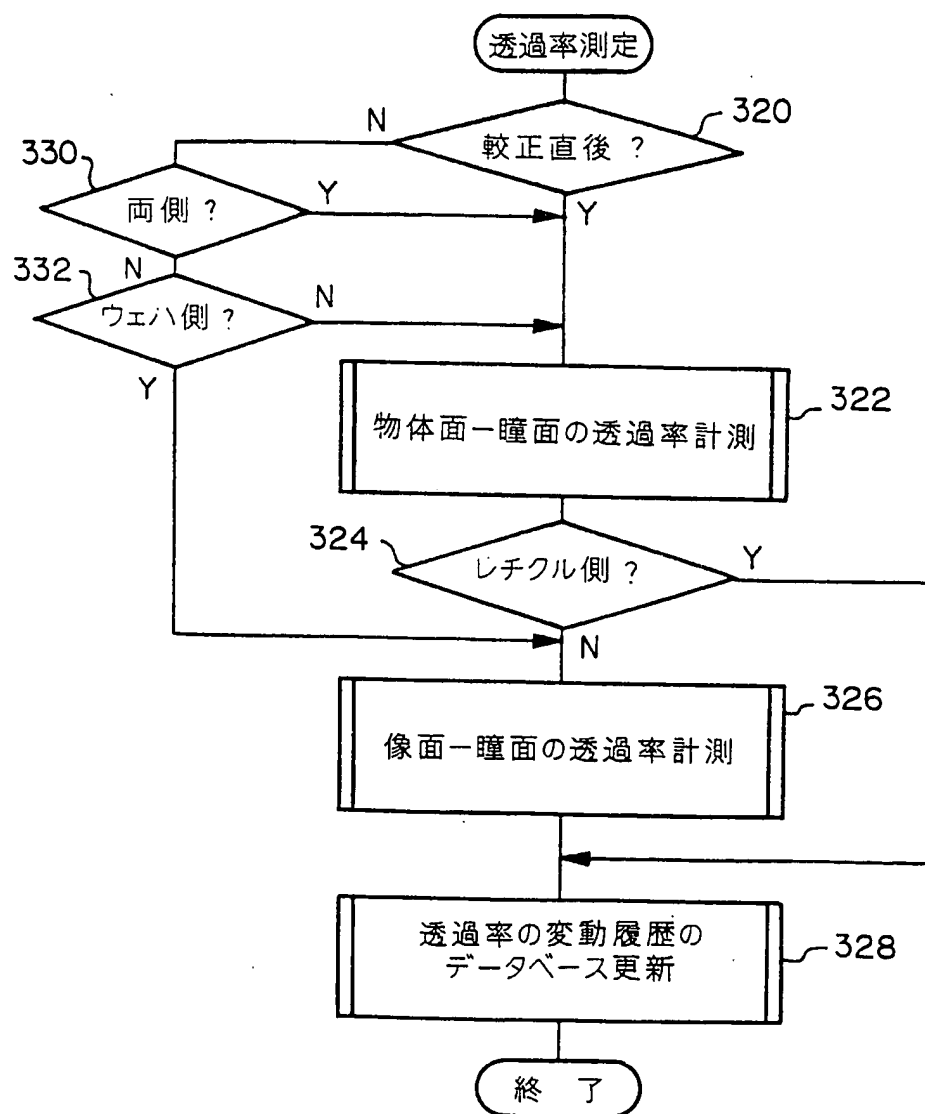 透過率測定
320
N
較正直後?
330
Y
両側?
Y
332
N
ウェハ側?
N
Y
322
物体面-瞳面の透過率計測
324
レチクル側?
Y
N
326
像面-瞳面の透過率計測
328
透過率の変動履歴の
データベース更新
終了